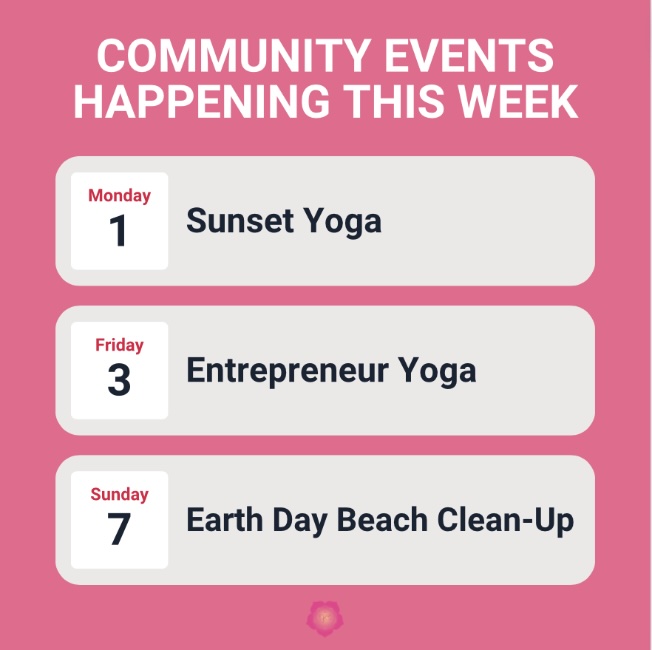 COMMUNITY EVENTS
HAPPENING THIS WEEK
Monday
1
Sunset Yoga
Friday
3
Entrepreneur Yoga
Sunday
7
Earth Day Beach Clean-Up